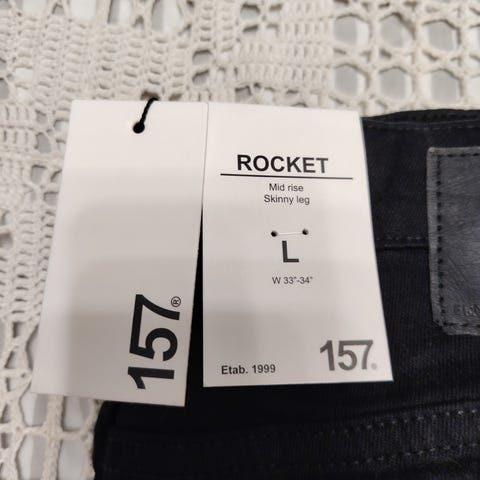 157®
ROCKET
Mid rise
Skinny leg
L
W 33"-34"
Etab. 1999
157®